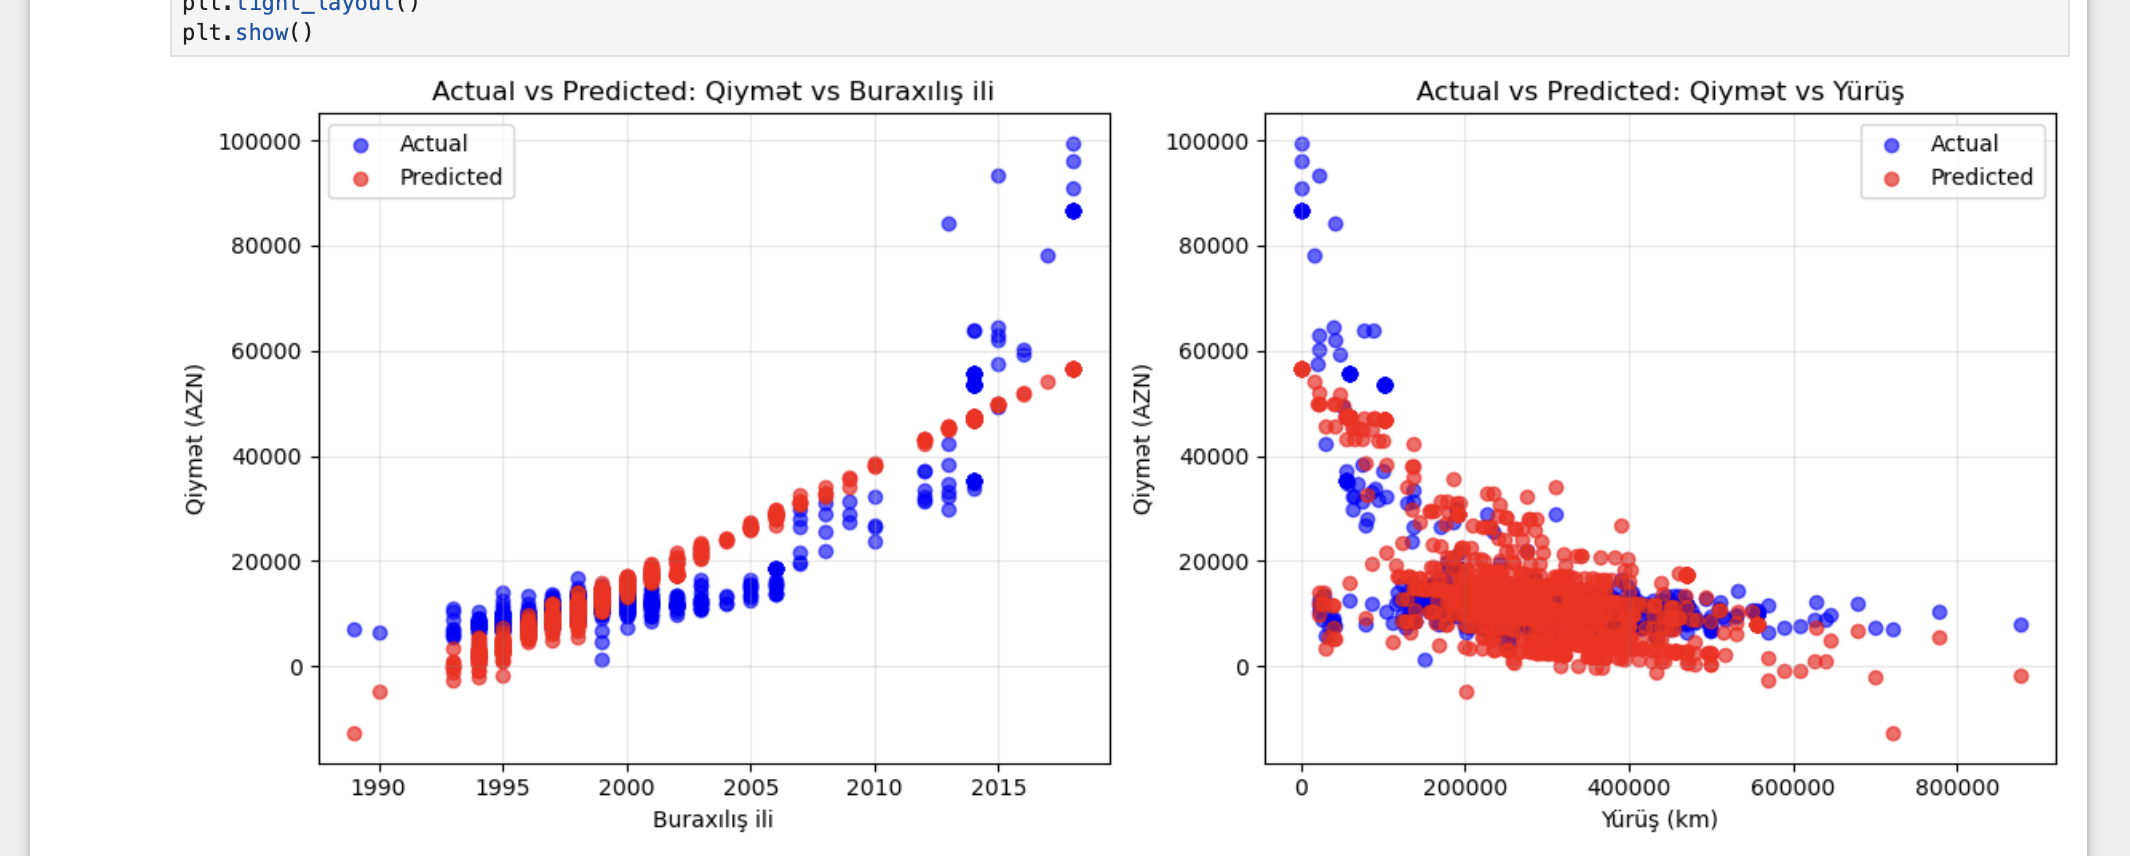 plt.tight_layout()
plt.show()
Actual vs Predicted: Qiymət vs Buraxılış ili
Actual
Predicted
100000
80000
60000
40000
20000
0
Qiymət (AZN)
1990
1995
2000
2005
2010
2015
Buraxılış ili
Actual vs Predicted: Qiymət vs Yürüş
Actual
Predicted
100000
80000
60000
40000
20000
0
Qiymət (AZN)
0
200000
400000
600000
800000
Yürüş (km)